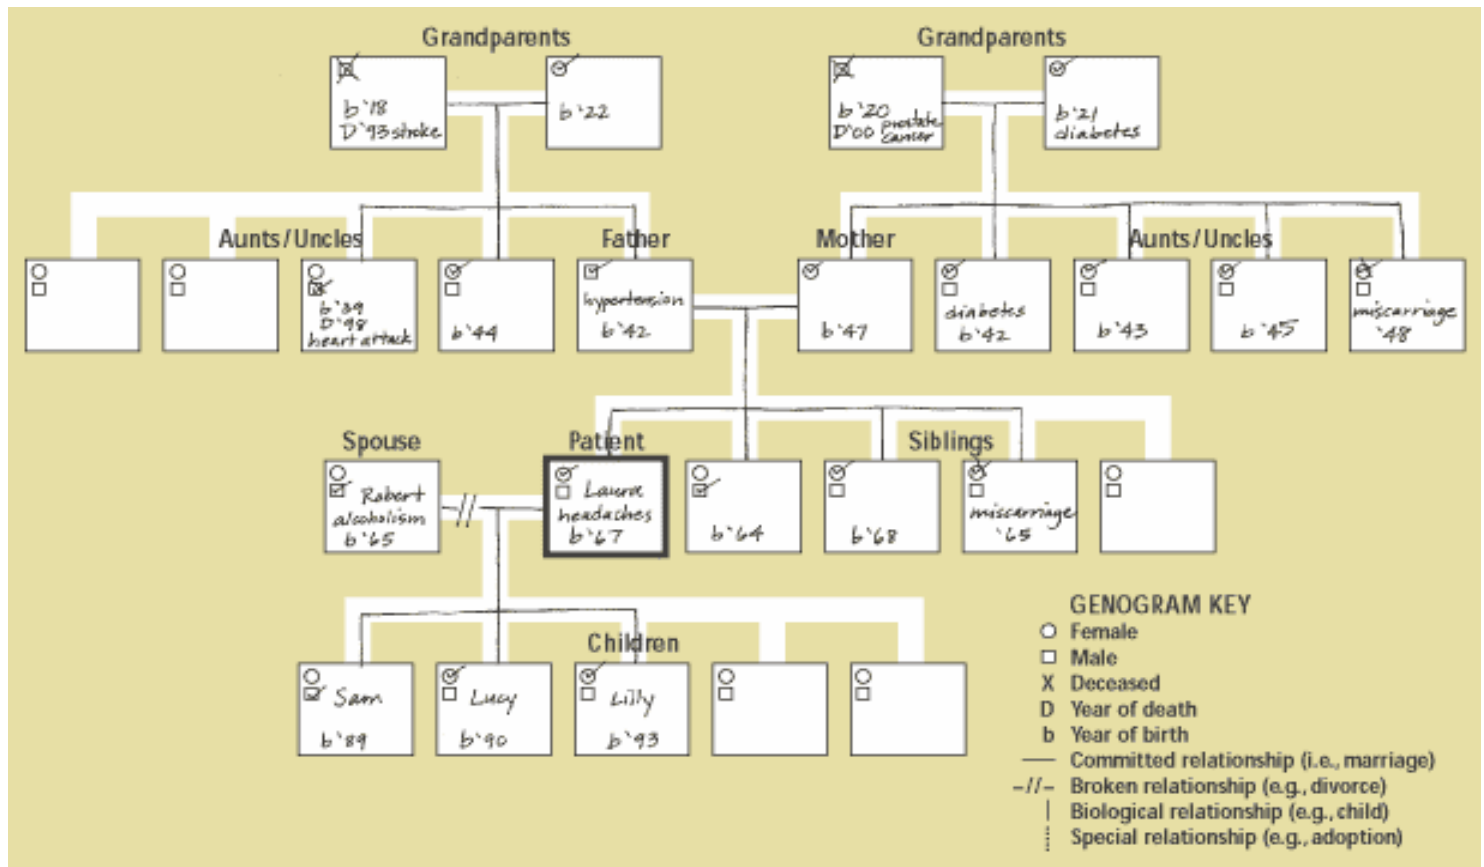 Grandparents
Grandparents
b '18
D '93 stroke
b '22
b '20
D '00 prostate
cancer
b '21
diabetes
Aunts/Uncles
Father
Mother
Aunts/Uncles
b '39
D '98
heart attack
b '44
hypertension
b '42
b '47
diabetes
b '42
b '43
b '45
miscarriage
'48
Spouse
Patient
Siblings
Robert
alcoholism
b '65
Laura
headaches
b '67
b '64
b '68
miscarriage
'65
Children
Sam
b '89
Lucy
b '90
Lilly
b '93
GENOGRAM KEY
Female
Male
X Deceased
D Year of death
b Year of birth
Committed relationship (i.e., marriage)
–//– Broken relationship (e.g., divorce)
Biological relationship (e.g., child)
Special relationship (e.g., adoption)